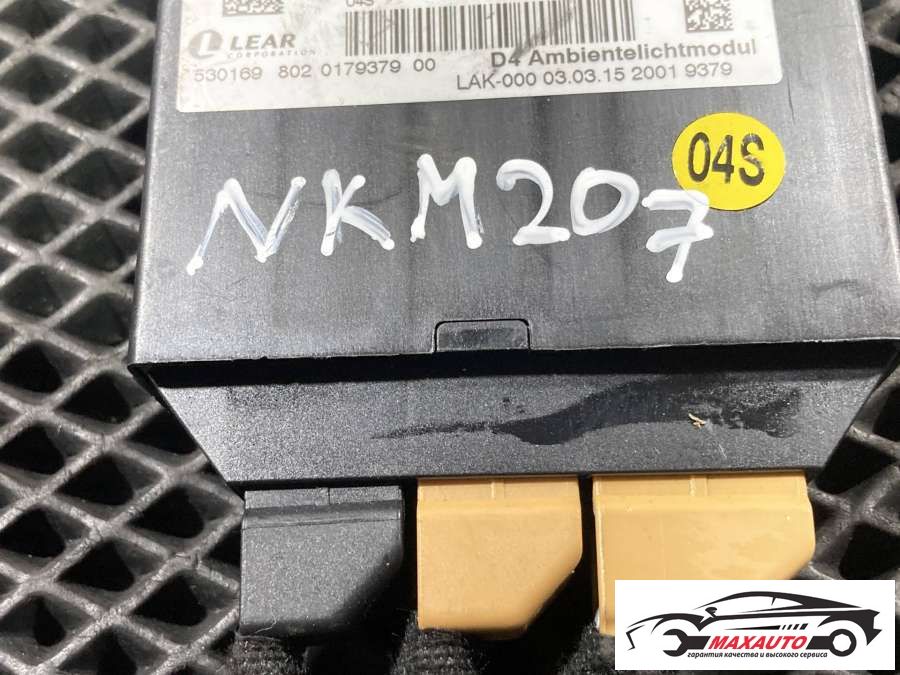 04S
LEAR
CORPORATION
D4 Ambientelichtmodul
530169 802 0179379 00
LAK-000 03.03.15 2001 9379
04S
NKM207
MAXAUTO
гарантия качества и высокого сервиса